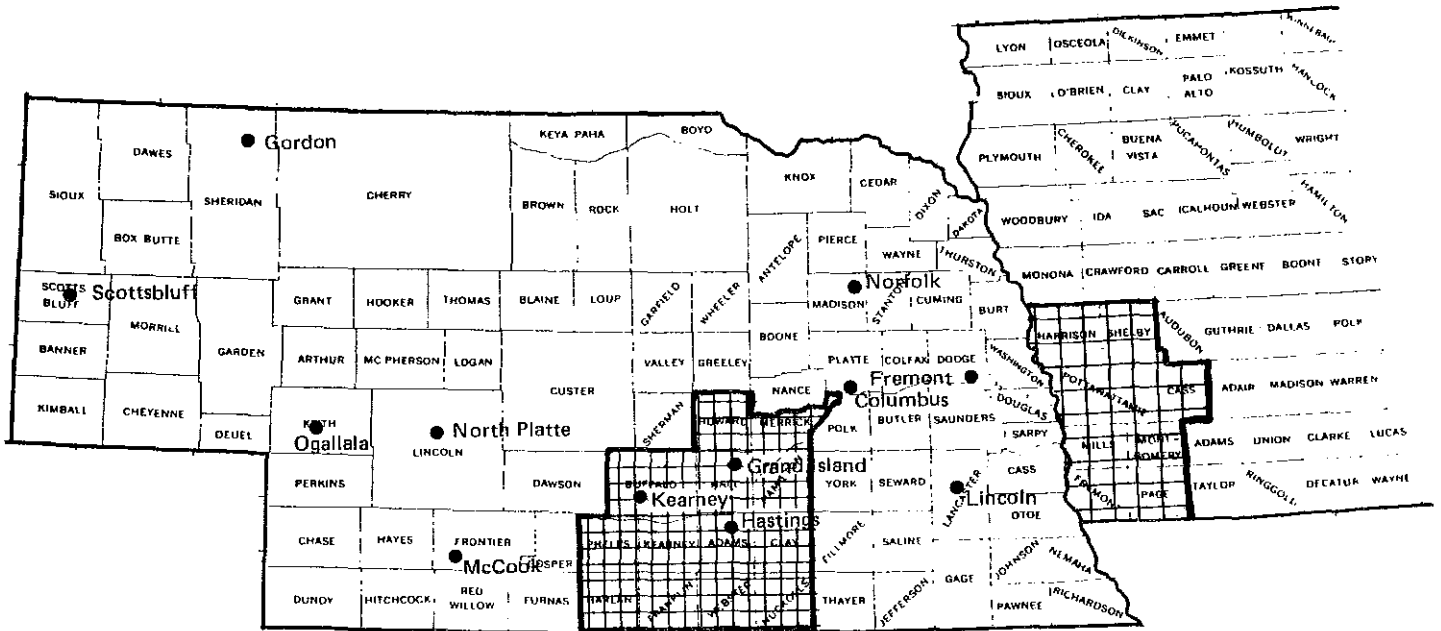 LYON OSCEOLA DICKINSON EMMET
SIOUX O'BRIEN CLAY PALO ALTO KOSSUTH HANCOCK
PLYMOUTH CHEROKEE BUENA VISTA HUMBOLDT WRIGHT
WOODBURY IDA SAC CALHOUN WEBSTER HAMILTON
MONONA CRAWFORD CARROLL GREENE BOONE STORY
HARRISON SHELBY AUDUBON GUTHRIE DALLAS POLK
POTTAWATTAMIE CASS ADAIR MADISON WARREN
MILLS MONT-GOMERY ADAMS UNION CLARKE LUCAS
FREMONT PAGE TAYLOR RINGGOLD DECATUR WAYNE
SIOUX DAWES SHERIDAN Gordon CHERRY KEYA PAHA BOYD
BOX BUTTE BROWN ROCK HOLT KNOX CEDAR DIXON DAKOTA
ANTELOPE PIERCE WAYNE THURSTON
SCOTTS BLUFF Scottsbluff MORRILL GARDEN GRANT HOOKER THOMAS BLAINE LOUP GARFIELD WHEELER
Norfolk MADISON STANTON CUMING BURT
BANNER ARTHUR MC PHERSON LOGAN CUSTER VALLEY GREELEY BOONE
PLATTE COLFAX DODGE WASHINGTON
KIMBALL CHEYENNE DEUEL KEITH Ogallala North Platte LINCOLN
SHERMAN HOWARD NANCE MERRICK Fremont Columbus
POLK BUTLER SAUNDERS DOUGLAS SARPY
PERKINS DAWSON BUFFALO Kearney HALL Grand Island HAMILTON
YORK SEWARD LANCASTER Lincoln CASS OTOE
CHASE HAYES FRONTIER McCook GOSPER PHELPS KEARNEY ADAMS Hastings CLAY
FILLMORE SALINE GAGE JOHNSON NEMAHA
DUNDY HITCHCOCK RED WILLOW FURNAS HARLAN FRANKLIN WEBSTER NUCKOLLS
THAYER JEFFERSON PAWNEE RICHARDSON